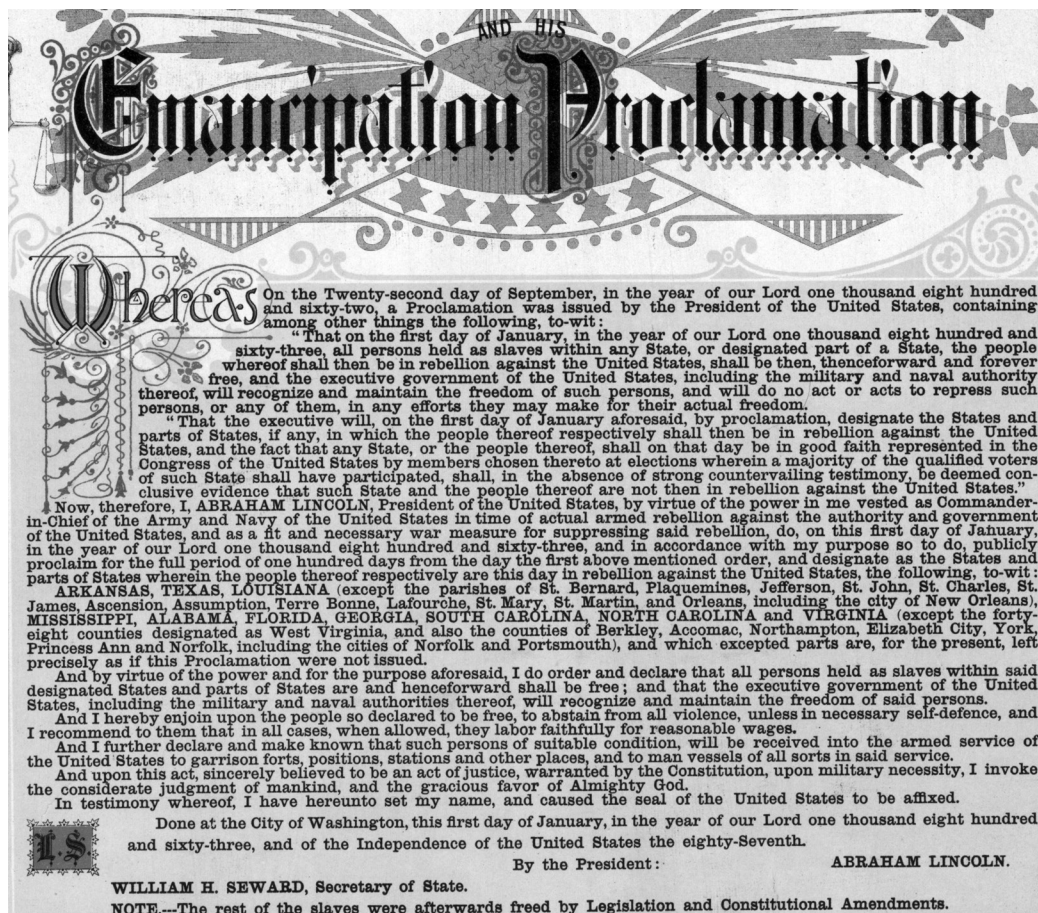 AND HIS
Emancipation Proclamation
Whereas On the Twenty-second day of September, in the year of our Lord one thousand eight hundred
and sixty-two, a Proclamation was issued by the President of the United States, containing
among other things the following, to-wit:
"That on the first day of January, in the year of our Lord one thousand eight hundred and
sixty-three, all persons held as slaves within any State, or designated part of a State, the people
whereof shall then be in rebellion against the United States, shall be then, thenceforward and forever
free, and the executive government of the United States, including the military and naval authority
thereof, will recognize and maintain the freedom of such persons, and will do no act or acts to repress such
persons, or any of them, in any efforts they may make for their actual freedom.
"That the executive will, on the first day of January aforesaid, by proclamation, designate the States and
parts of States, if any, in which the people thereof respectively shall then be in rebellion against the United
States, and the fact that any State, or the people thereof, shall on that day be in good faith represented in the
Congress of the United States by members chosen thereto at elections wherein a majority of the qualified voters
of such State shall have participated, shall, in the absence of strong countervailing testimony, be deemed con-
clusive evidence that such State and the people thereof are not then in rebellion against the United States."
Now, therefore, I, ABRAHAM LINCOLN, President of the United States, by virtue of the power in me vested as Commander-
in-Chief of the Army and Navy of the United States in time of actual armed rebellion against the authority and government
of the United States, and as a fit and necessary war measure for suppressing said rebellion, do, on this first day of January,
in the year of our Lord one thousand eight hundred and sixty-three, and in accordance with my purpose so to do, publicly
proclaim for the full period of one hundred days from the day the first above mentioned order, and designate as the States and
parts of States wherein the people thereof respectively are this day in rebellion against the United States, the following, to-wit:
ARKANSAS, TEXAS, LOUISIANA (except the parishes of St. Bernard, Plaquemines, Jefferson, St. John, St. Charles, St.
James, Ascension, Assumption, Terre Bonne, Lafourche, St. Mary, St. Martin, and Orleans, including the city of New Orleans),
MISSISSIPPI, ALABAMA, FLORIDA, GEORGIA, SOUTH CAROLINA, NORTH CAROLINA and VIRGINIA (except the forty-
eight counties designated as West Virginia, and also the counties of Berkley, Accomac, Northampton, Elizabeth City, York,
Princess Ann and Norfolk, including the cities of Norfolk and Portsmouth), and which excepted parts are, for the present, left
precisely as if this Proclamation were not issued.
And by virtue of the power and for the purpose aforesaid, I do order and declare that all persons held as slaves within said
designated States and parts of States are and henceforward shall be free; and that the executive government of the United
States, including the military and naval authorities thereof, will recognize and maintain the freedom of said persons.
And I hereby enjoin upon the people so declared to be free, to abstain from all violence, unless in necessary self-defence, and
I recommend to them that in all cases, when allowed, they labor faithfully for reasonable wages.
And I further declare and make known that such persons of suitable condition, will be received into the armed service of
the United States to garrison forts, positions, stations and other places, and to man vessels of all sorts in said service.
And upon this act, sincerely believed to be an act of justice, warranted by the Constitution, upon military necessity, I invoke
the considerate judgment of mankind, and the gracious favor of Almighty God.
In testimony whereof, I have hereunto set my name, and caused the seal of the United States to be affixed.
L.S. Done at the City of Washington, this first day of January, in the year of our Lord one thousand eight hundred
and sixty-three, and of the Independence of the United States the eighty-Seventh.
By the President: ABRAHAM LINCOLN.
WILLIAM H. SEWARD, Secretary of State.
NOTE.---The rest of the slaves were afterwards freed by Legislation and Constitutional Amendments.